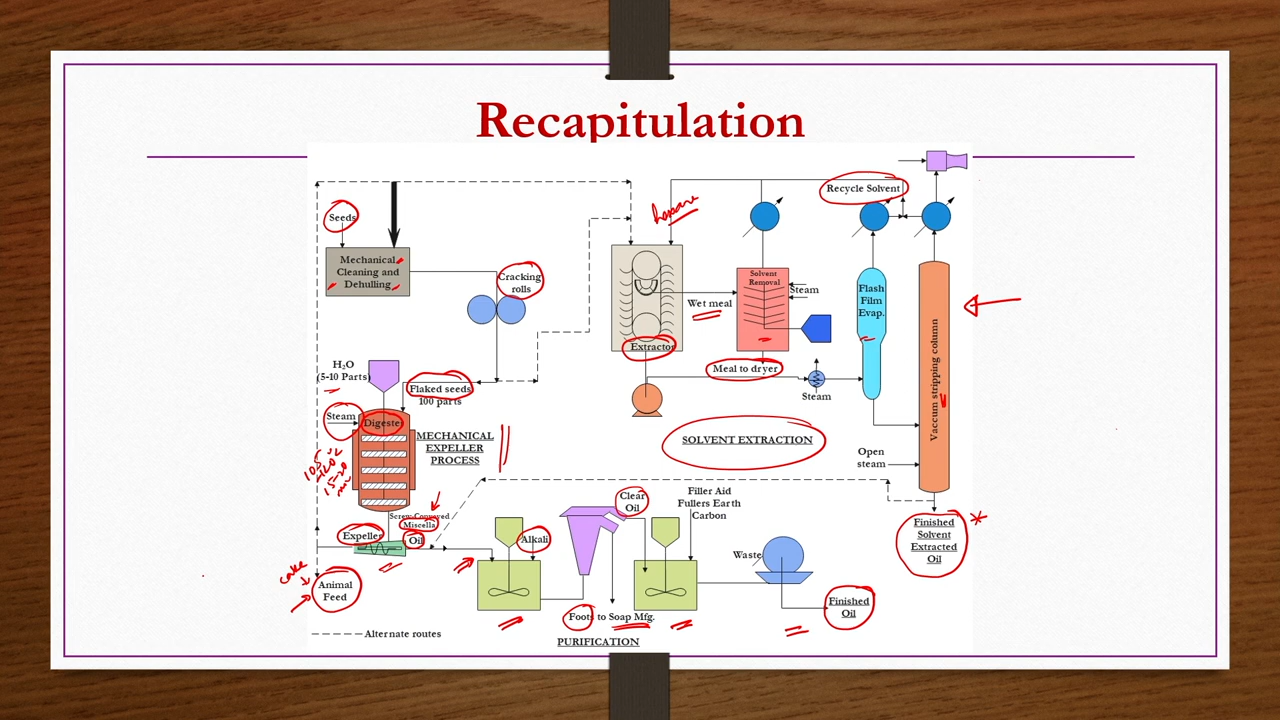 Recapitulation
Recycle Solvent
Seeds
Mechanical
Cleaning and
Dehulling
Cracking
rolls
Solvent
Removal
Steam
Flash
Film
Evap.
Wet meal
Extractor
Meal to dryer
Steam
Vaccum stripping column
H₂O
(5-10 Parts)
Flaked seeds
100 parts
Steam
Digester
MECHANICAL
EXPELLER
PROCESS
SOLVENT EXTRACTION
Open
steam
Screw Conveyed
Miscella
Oil
Expeller
Clear
Oil
Filler Aid
Fullers Earth
Carbon
Alkali
Finished
Solvent
Extracted
Oil
cake
Animal
Feed
Waste
Finished
Oil
Foots to Soap Mfg.
Alternate routes
PURIFICATION